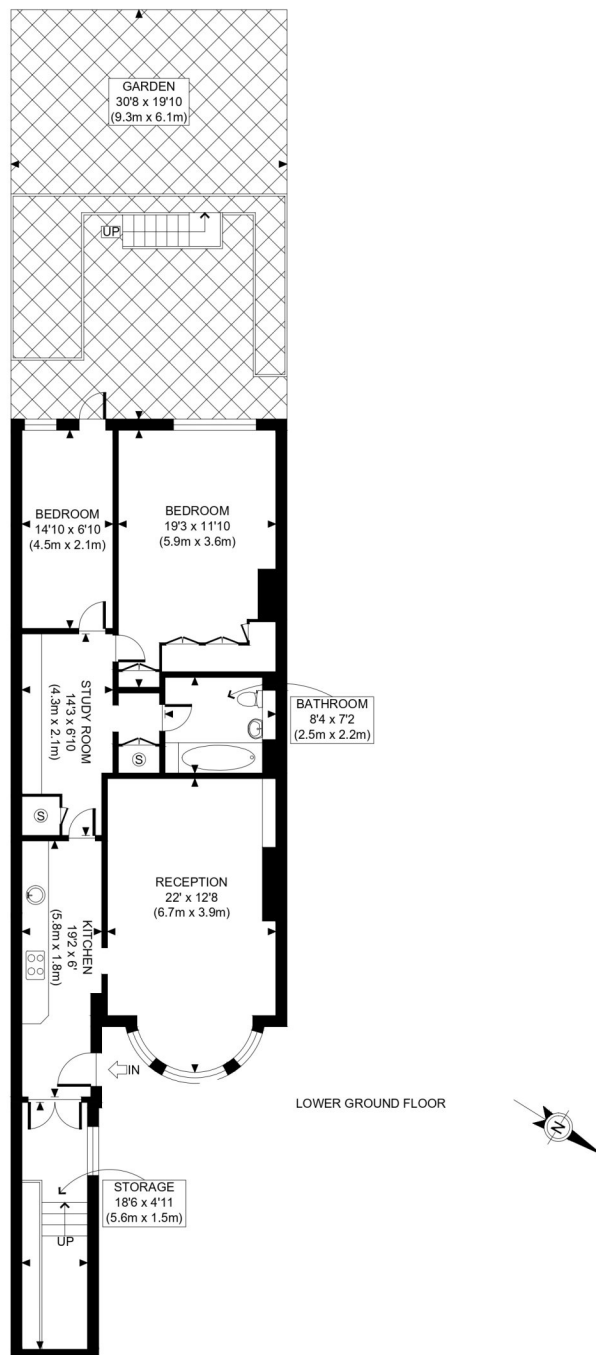 GARDEN
30'8 x 19'10
(9.3m x 6.1m)
UP
BEDROOM
14'10 x 6'10
(4.5m x 2.1m)
BEDROOM
19'3 x 11'10
(5.9m x 3.6m)
STUDY ROOM
14'3 x 6'10
(4.3m x 2.1m)
BATHROOM
8'4 x 7'2
(2.5m x 2.2m)
S
S
RECEPTION
22' x 12'8
(6.7m x 3.9m)
KITCHEN
19'2 x 6'
(5.8m x 1.8m)
IN
LOWER GROUND FLOOR
N
STORAGE
18'6 x 4'11
(5.6m x 1.5m)
UP